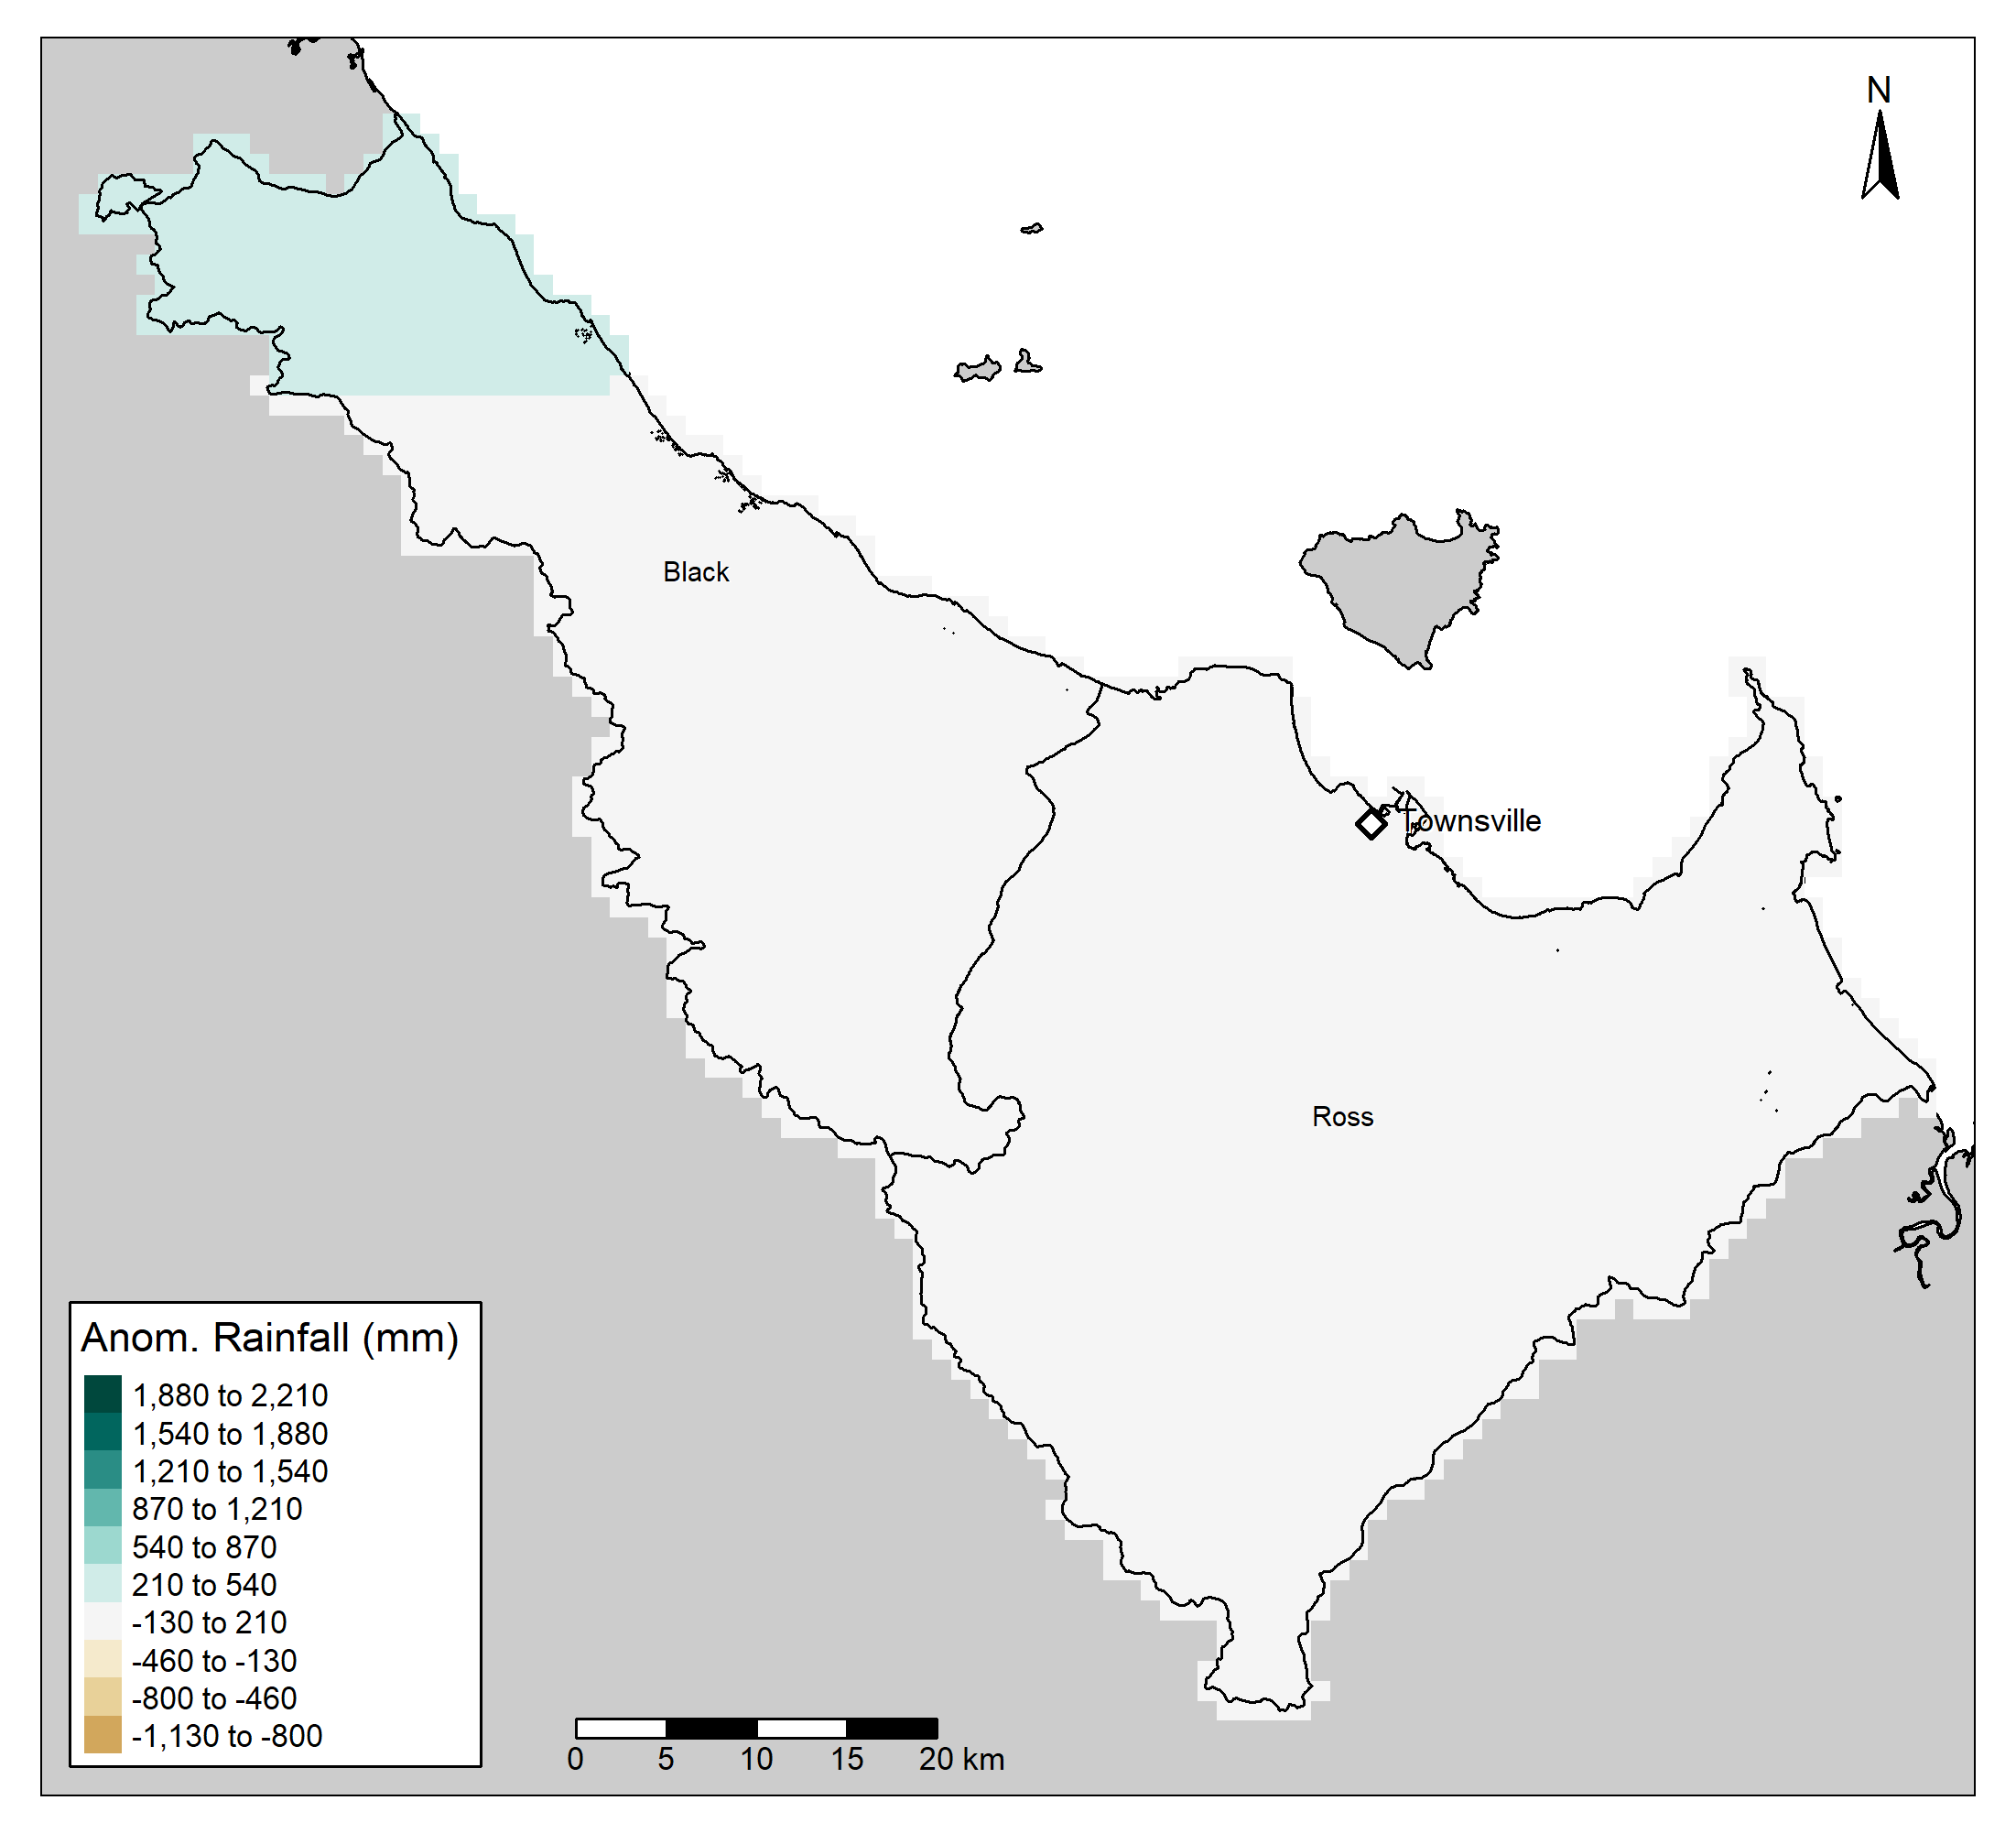 N
Black
Townsville
Ross
Anom. Rainfall (mm)
1,880 to 2,210
1,540 to 1,880
1,210 to 1,540
870 to 1,210
540 to 870
210 to 540
-130 to 210
-460 to -130
-800 to -460
-1,130 to -800
0 5 10 15 20 km